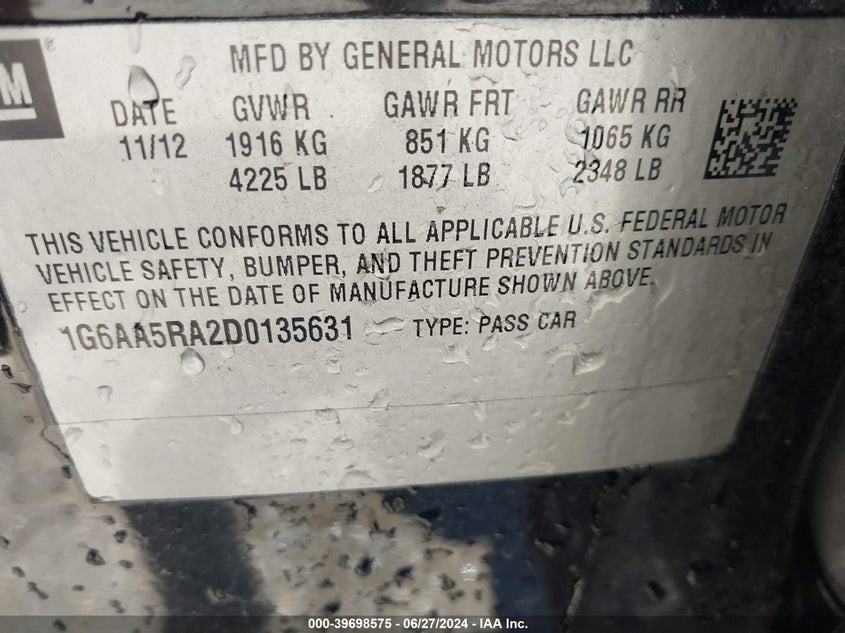 M ®
MFD BY GENERAL MOTORS LLC
DATE GVWR GAWR FRT GAWR RR
11/12 1916 KG 851 KG 1065 KG
4225 LB 1877 LB 2348 LB
THIS VEHICLE CONFORMS TO ALL APPLICABLE U.S. FEDERAL MOTOR
VEHICLE SAFETY, BUMPER, AND THEFT PREVENTION STANDARDS IN
EFFECT ON THE DATE OF MANUFACTURE SHOWN ABOVE.
1G6AA5RA2D0135631 TYPE: PASS CAR
000-39698575 - 06/27/2024 - IAA Inc.